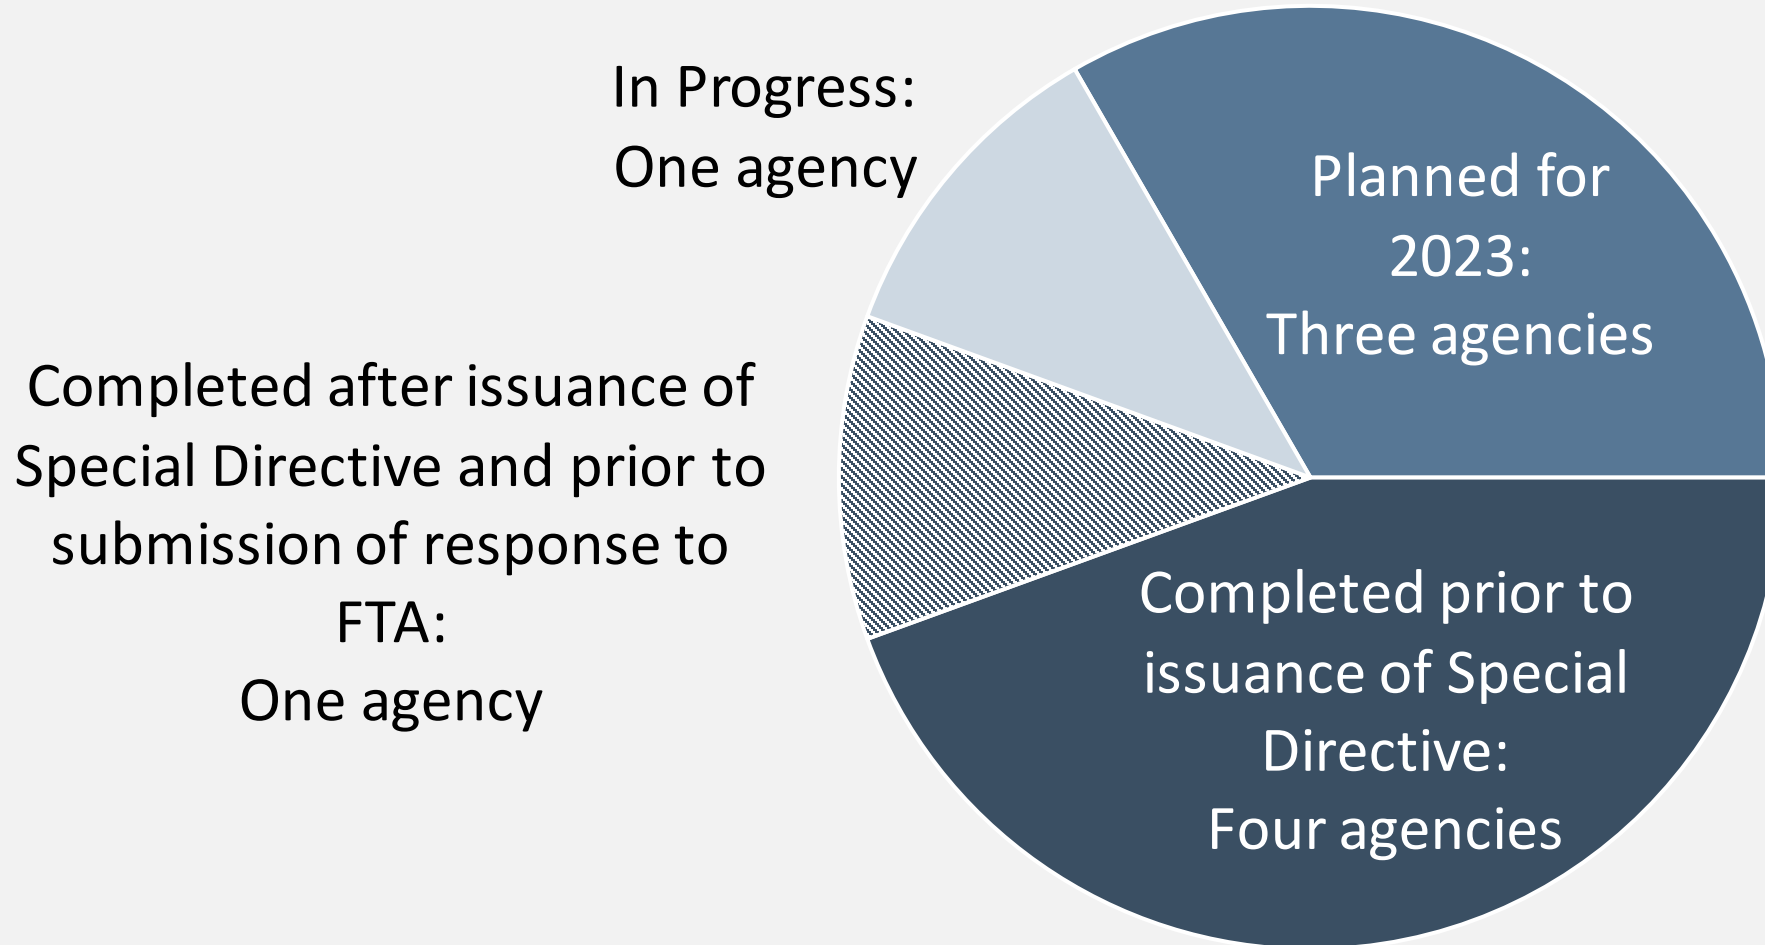 In Progress:
One agency
Planned for
2023:
Three agencies
Completed after issuance of
Special Directive and prior to
submission of response to
FTA:
One agency
Completed prior to
issuance of Special
Directive:
Four agencies